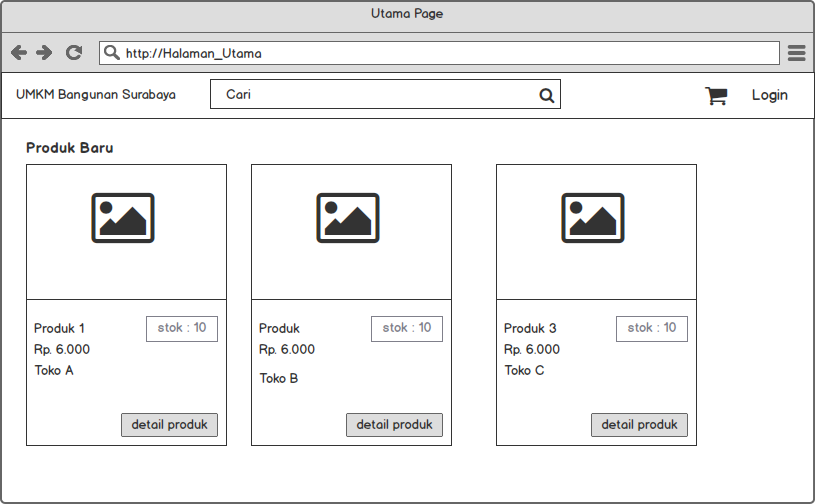 Utama Page
http://Halaman_Utama
UMKM Bangunan Surabaya
Cari
Login
Produk Baru
Produk 1
stok : 10
Rp. 6.000
Toko A
detail produk
Produk
stok : 10
Rp. 6.000
Toko B
detail produk
Produk 3
stok : 10
Rp. 6.000
Toko C
detail produk